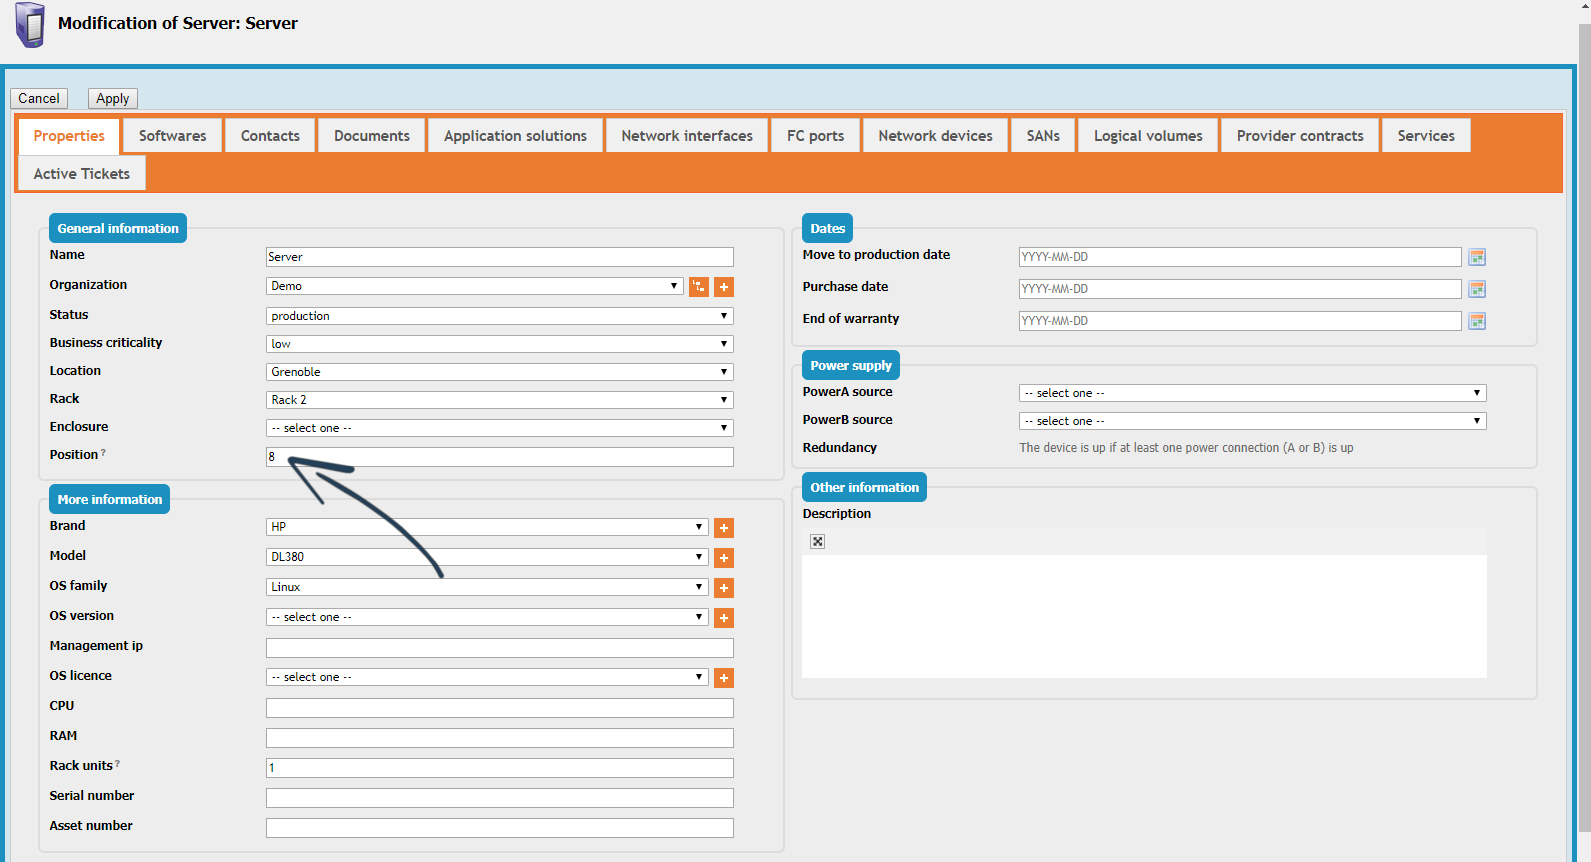 Modification of Server: Server
Cancel Apply
Properties Softwares Contacts Documents Application solutions Network interfaces FC ports Network devices SANs Logical volumes Provider contracts Services
Active Tickets
General information
Name Server
Organization Demo
Status production
Business criticality low
Location Grenoble
Rack Rack 2
Enclosure -- select one --
Position? 8
More information
Brand HP
Model DL380
OS family Linux
OS version -- select one --
Management ip
OS licence -- select one --
CPU
RAM
Rack units? 1
Serial number
Asset number
Dates
Move to production date YYYY-MM-DD
Purchase date YYYY-MM-DD
End of warranty YYYY-MM-DD
Power supply
PowerA source -- select one --
PowerB source -- select one --
Redundancy The device is up if at least one power connection (A or B) is up
Other information
Description